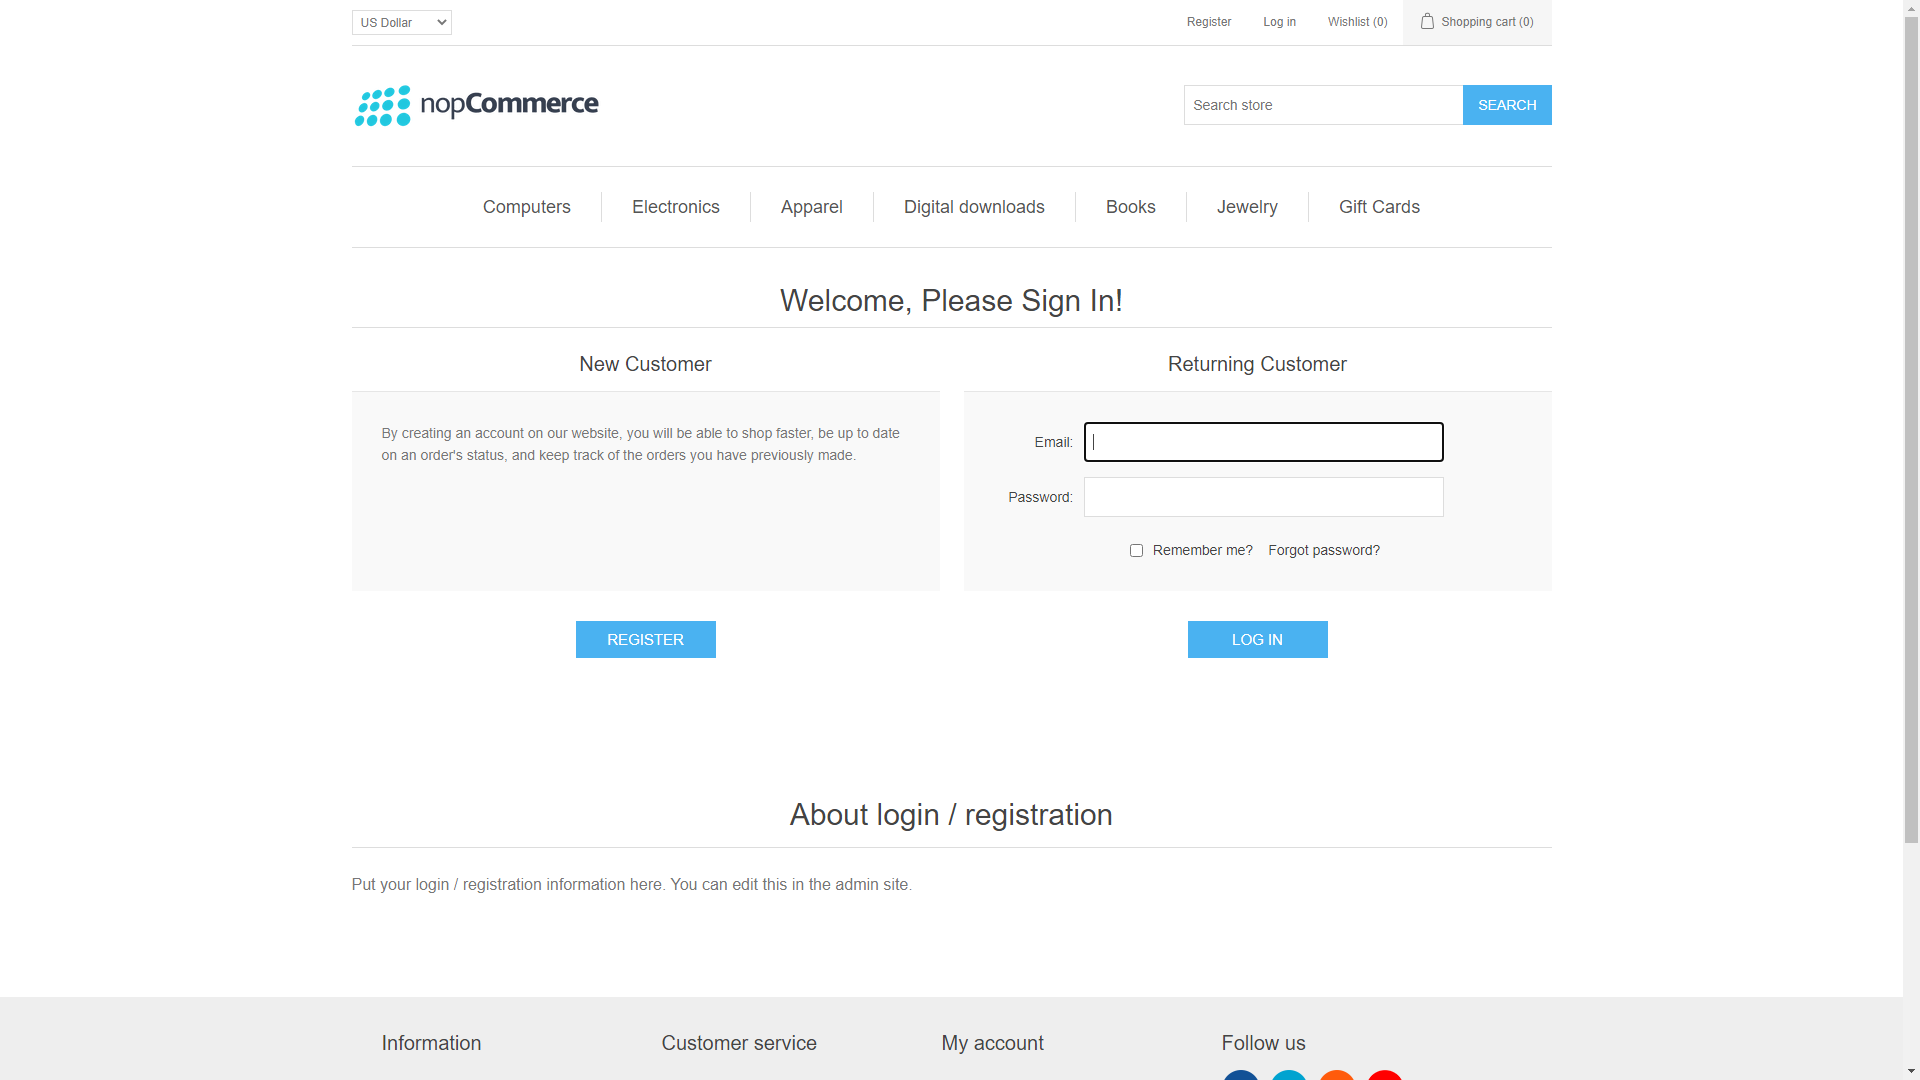 US Dollar
Register
Log in
Wishlist (0)
Shopping cart (0)
nopCommerce
Search store
SEARCH
Computers
Electronics
Apparel
Digital downloads
Books
Jewelry
Gift Cards
Welcome, Please Sign In!
New Customer
By creating an account on our website, you will be able to shop faster, be up to date
on an order's status, and keep track of the orders you have previously made.
REGISTER
Returning Customer
Email:
Password:
Remember me?
Forgot password?
LOG IN
About login / registration
Put your login / registration information here. You can edit this in the admin site.
Information
Customer service
My account
Follow us